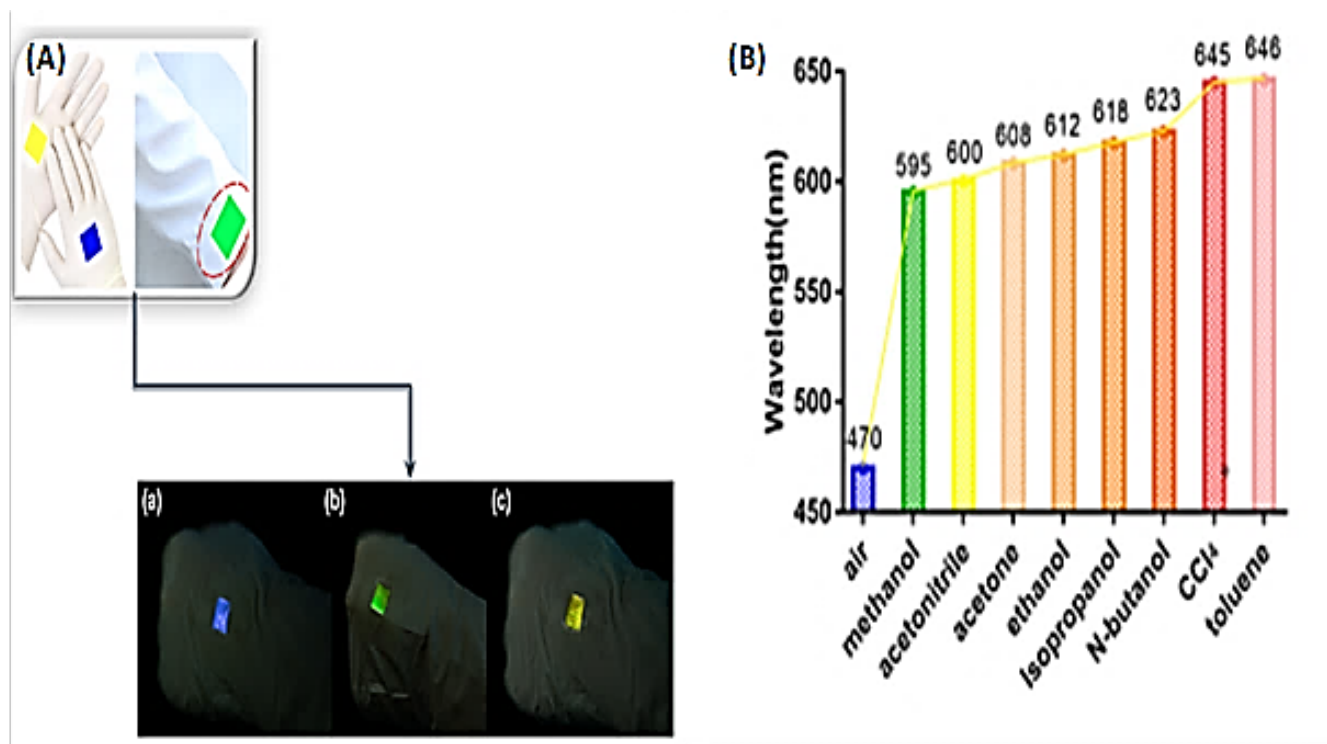 (A)
(a)
(b)
(c)
(B)
Wavelength(nm)
650
600
550
500
450
470
595
600
608
612
618
623
645
646
air
methanol
acetonitrile
acetone
ethanol
Isopropanol
N-butanol
CCl4
toluene